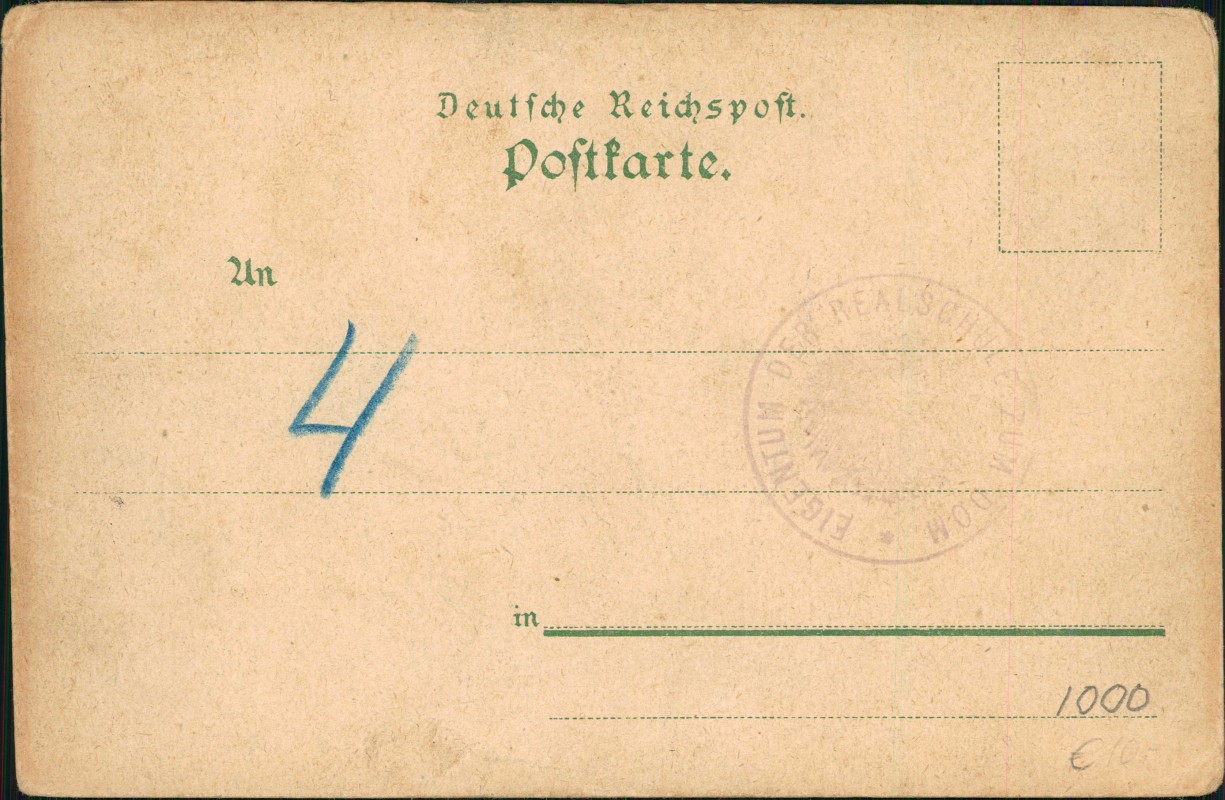 Deutsche Reichspost.
Postkarte.
An
4
EIGENTUM DER REALSCHULE ZUM DOM *
in
1000
€ 10.-